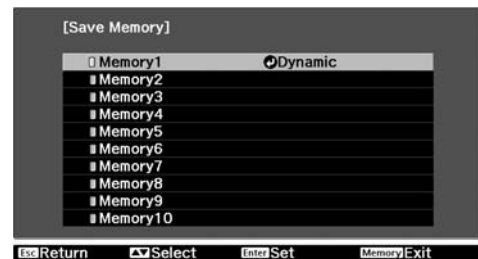 [Save Memory]
Memory1 Dynamic
Memory2
Memory3
Memory4
Memory5
Memory6
Memory7
Memory8
Memory9
Memory10
Esc Return Select Enter Set Memory Exit